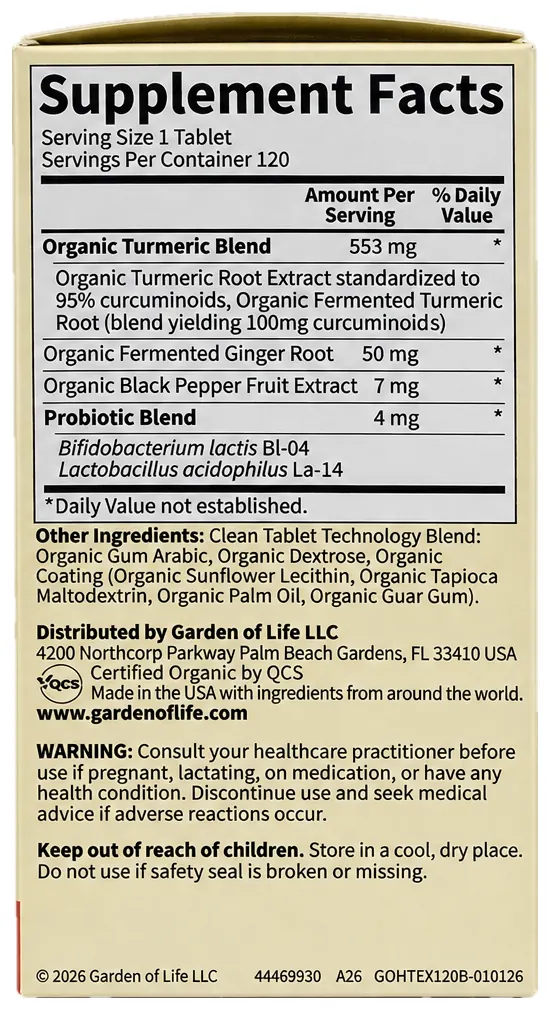 Supplement Facts
Serving Size 1 Tablet
Servings Per Container 120
Amount Per Serving % Daily Value
Organic Turmeric Blend 553 mg *
Organic Turmeric Root Extract standardized to
95% curcuminoids, Organic Fermented Turmeric
Root (blend yielding 100mg curcuminoids)
Organic Fermented Ginger Root 50 mg *
Organic Black Pepper Fruit Extract 7 mg *
Probiotic Blend 4 mg *
Bifidobacterium lactis Bl-04
Lactobacillus acidophilus La-14
*Daily Value not established.
Other Ingredients: Clean Tablet Technology Blend:
Organic Gum Arabic, Organic Dextrose, Organic
Coating (Organic Sunflower Lecithin, Organic Tapioca
Maltodextrin, Organic Palm Oil, Organic Guar Gum).
Distributed by Garden of Life LLC
4200 Northcorp Parkway Palm Beach Gardens, FL 33410 USA
QCS
Certified Organic by QCS
Made in the USA with ingredients from around the world.
www.gardenoflife.com
WARNING: Consult your healthcare practitioner before
use if pregnant, lactating, on medication, or have any
health condition. Discontinue use and seek medical
advice if adverse reactions occur.
Keep out of reach of children. Store in a cool, dry place.
Do not use if safety seal is broken or missing.
© 2026 Garden of Life LLC 44469930 A26 GOHTEX120B-010126